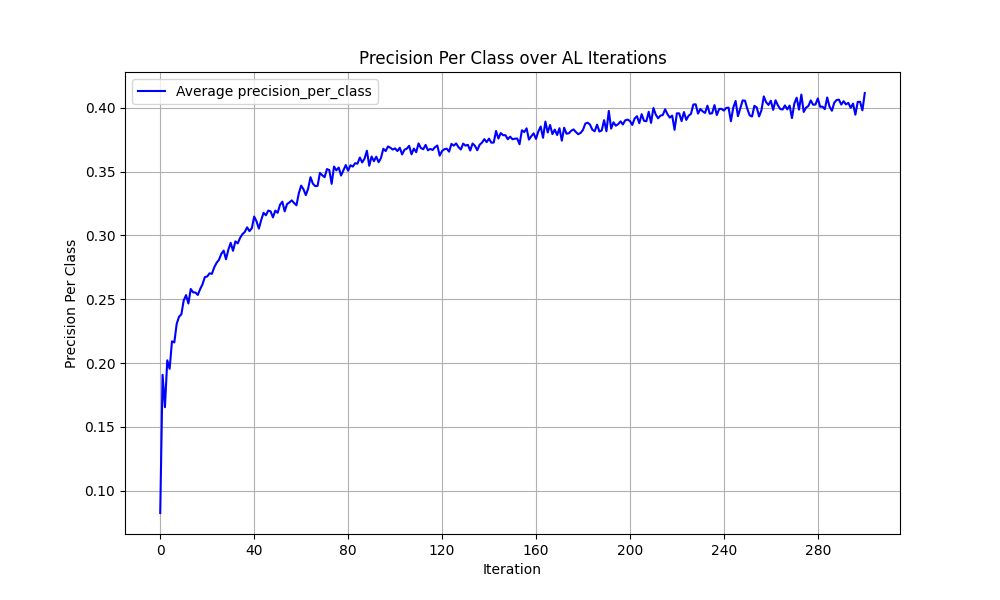 Precision Per Class over AL Iterations
Average precision_per_class
0.40
0.35
0.30
0.25
0.20
0.15
0.10
Precision Per Class
0 40 80 120 160 200 240 280
Iteration